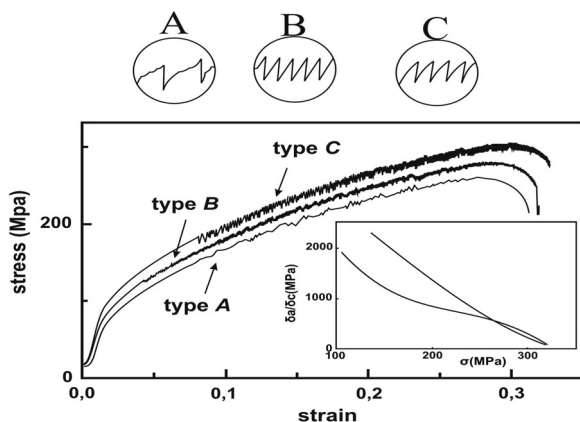 A
B
C
stress (Mpa)
200
0
type C
type B
type A
δa/δc(MPa)
2000
1000
0
100
200
300
σ(MPa)
0,0
0,1
0,2
0,3
strain